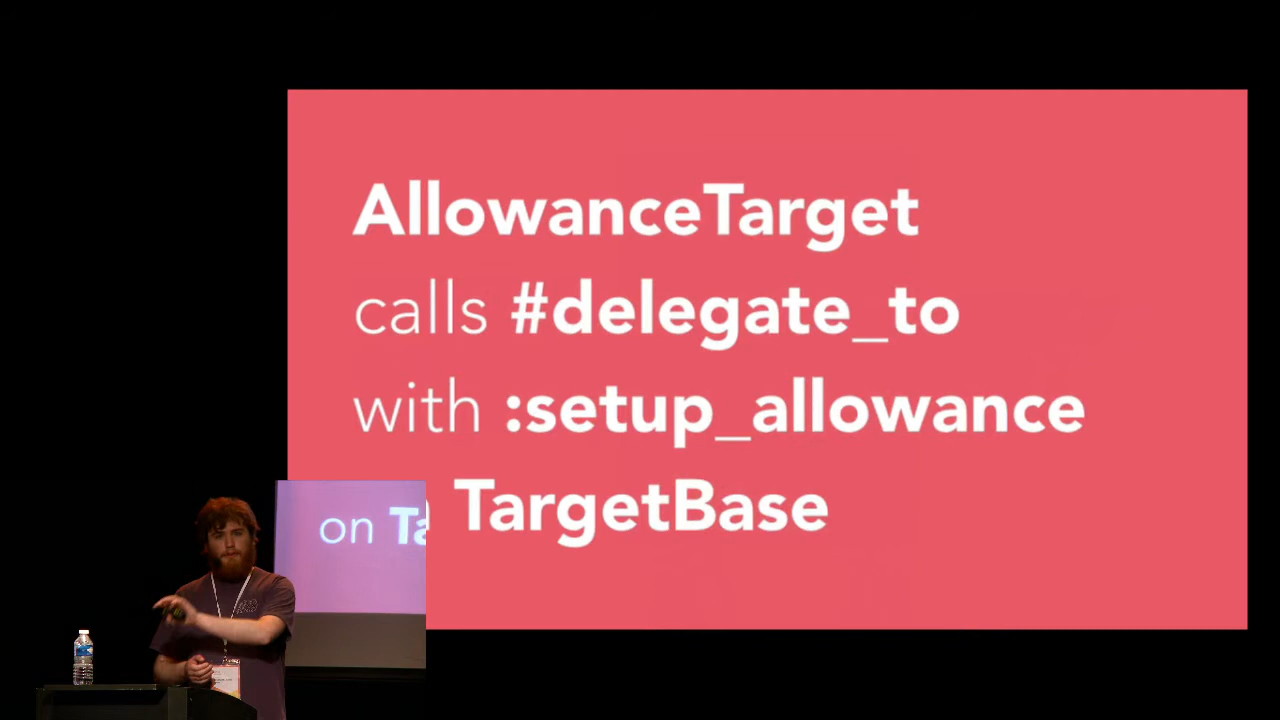 AllowanceTarget
calls #delegate_to
with :setup_allowance
TargetBase
on Ta